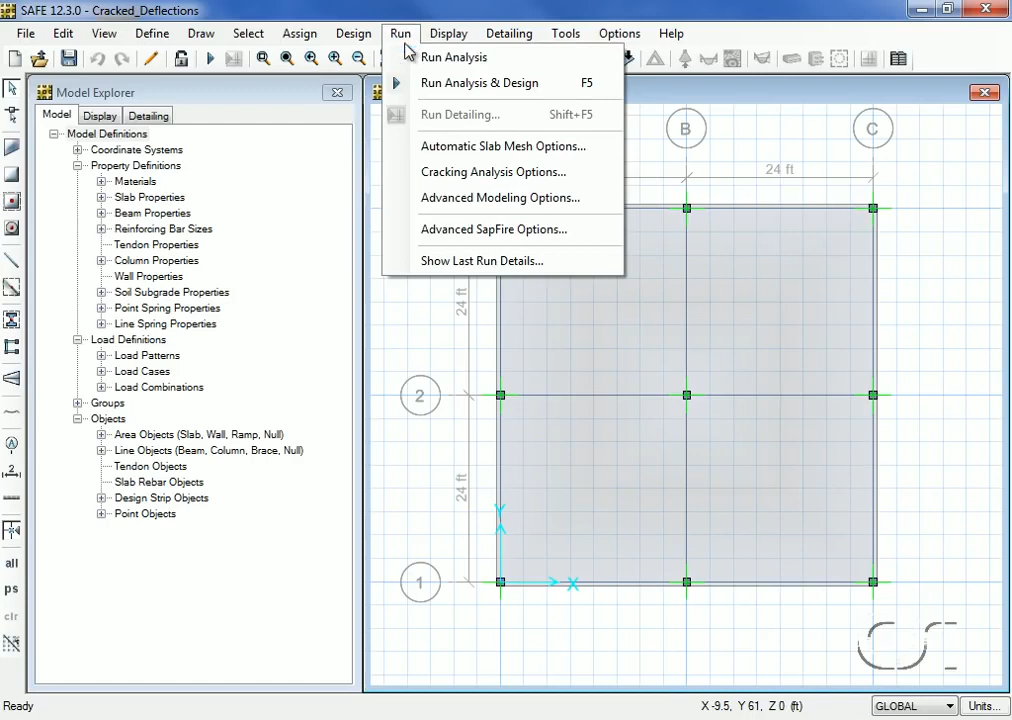 SAFE 12.3.0 - Cracked_Deflections
File Edit View Define Draw Select Assign Design Run Display Detailing Tools Options Help
Run Analysis
Run Analysis & Design F5
Run Detailing... Shift+F5
Automatic Slab Mesh Options...
Cracking Analysis Options...
Advanced Modeling Options...
Advanced SapFire Options...
Show Last Run Details...
Model Explorer
Model Display Detailing
Model Definitions
Coordinate Systems
Property Definitions
Materials
Slab Properties
Beam Properties
Reinforcing Bar Sizes
Tendon Properties
Column Properties
Wall Properties
Soil Subgrade Properties
Point Spring Properties
Line Spring Properties
Load Definitions
Load Patterns
Load Cases
Load Combinations
Groups
Objects
Area Objects (Slab, Wall, Ramp, Null)
Line Objects (Beam, Column, Brace, Null)
Tendon Objects
Slab Rebar Objects
Design Strip Objects
Point Objects
all
ps
clr
B C
24 ft
24 ft
2
24 ft
Y
1
X
CSI
Ready
X -9.5, Y 61, Z 0 (ft)
GLOBAL
Units...